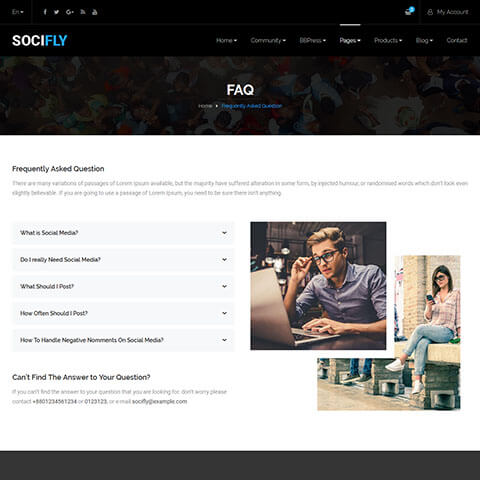 En
My Account
SOCIFLY
Home Community BBPress Pages Products Blog Contact
FAQ
Home Frequently Asked Question
Frequently Asked Question
There are many variations of passages of Lorem Ipsum available, but the majority have suffered alteration in some form, by injected humour, or randomised words which don't look even
slightly believable. If you are going to use a passage of Lorem Ipsum, you need to be sure there isn't anything.
What is Social Media?
Do I really Need Social Media?
What Should I Post?
How Often Should I Post?
How To Handle Negative Nomments On Social Media?
Can't Find The Answer to Your Question?
If you can't find the answer to your question that you are looking for. don't worry please
contact +8801234561234 or 0123123, or e-mail socifly@example.com